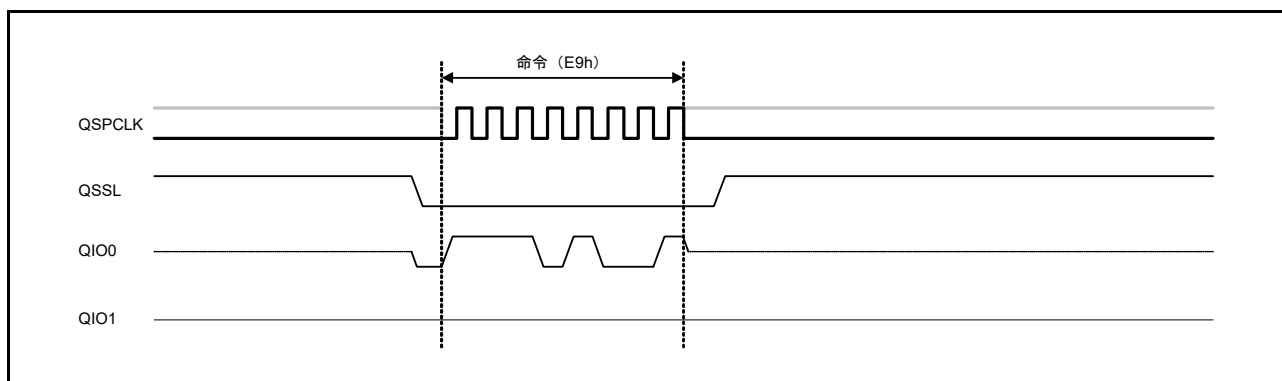 命令（E9h）
QSPCLK
QSSL
QIO0
QIO1